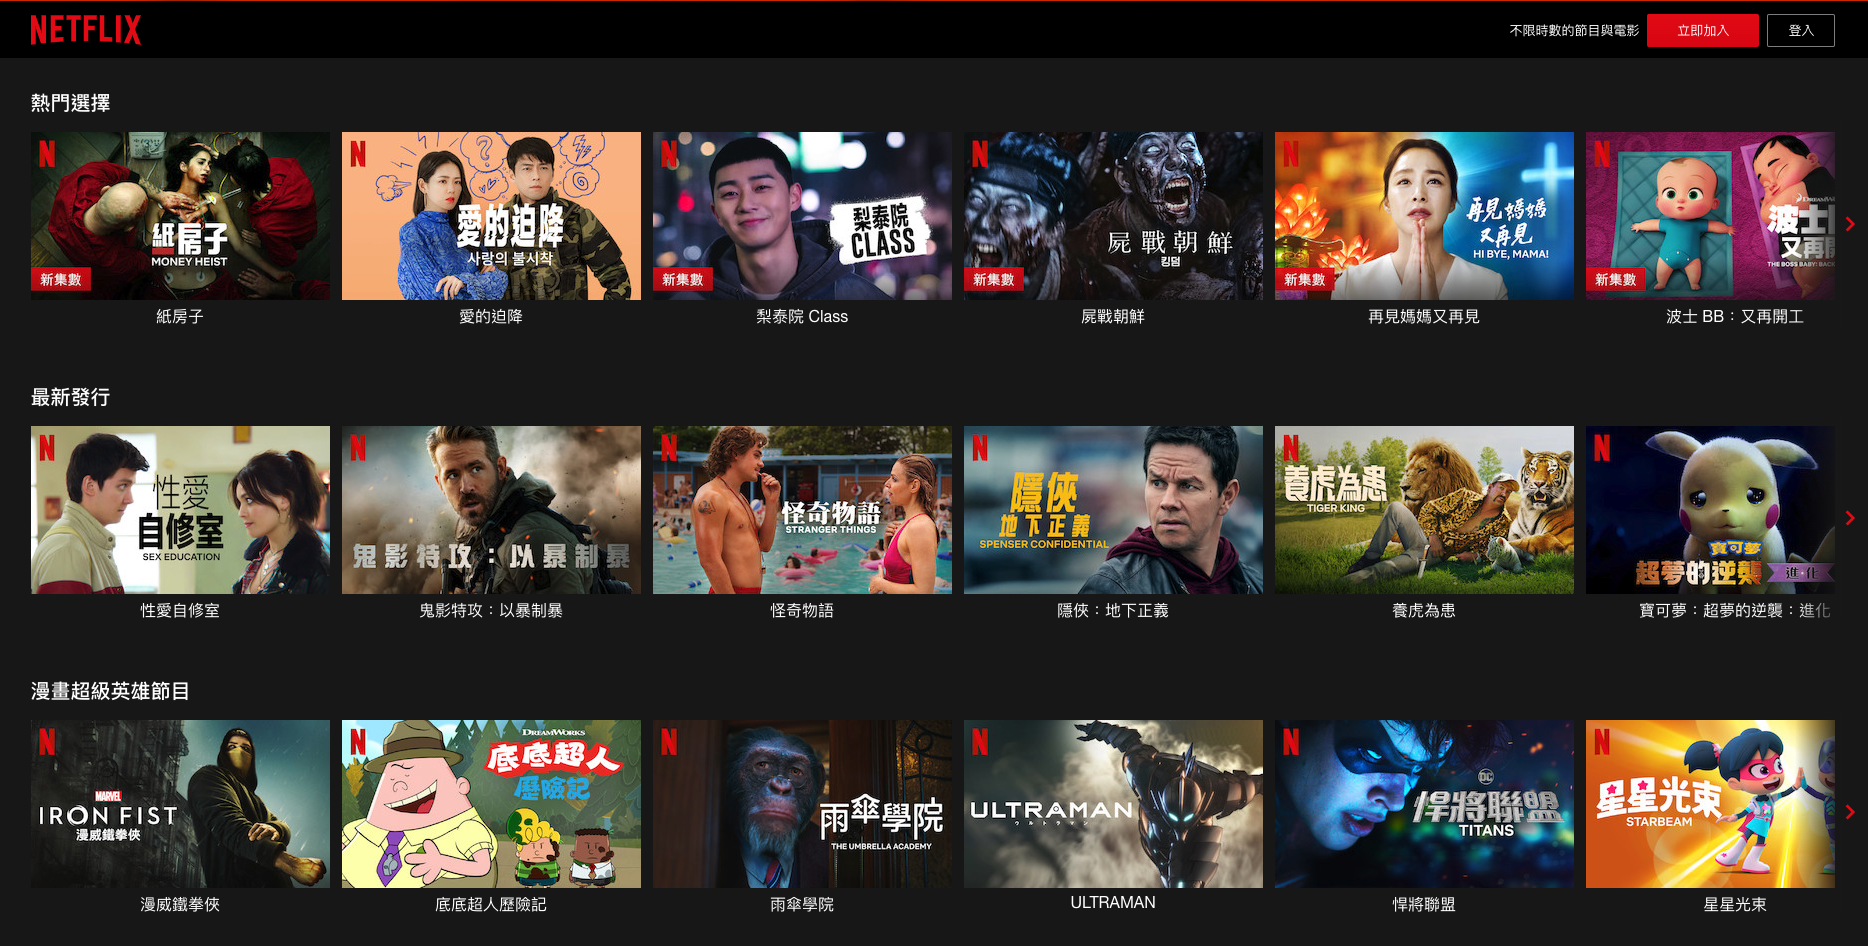 NETFLIX
不限時數的節目與電影
立即加入
登入
熱門選擇
紙房子
MONEY HEIST
新集數
紙房子
愛的迫降
사랑의 불시착
愛的迫降
梨泰院
CLASS
新集數
梨泰院 Class
屍戰朝鮮
킹덤
新集數
屍戰朝鮮
再見媽媽
又再見
HI BYE, MAMA!
新集數
再見媽媽又再見
波士
又再
THE BOSS BABY: BACK
新集數
波士 BB：又再開工
最新發行
性愛
自修室
SEX EDUCATION
性愛自修室
鬼影特攻：以暴制暴
鬼影特攻：以暴制暴
怪奇物語
STRANGER THINGS
怪奇物語
隱俠
地下正義
SPENSER CONFIDENTIAL
隱俠：地下正義
養虎為患
TIGER KING
養虎為患
寶可夢
超夢的逆襲
進化
寶可夢：超夢的逆襲：進化
漫畫超級英雄節目
MARVEL
IRON FIST
漫威鐵拳俠
漫威鐵拳俠
DREAMWORKS
底底超人
歷險記
底底超人歷險記
雨傘學院
THE UMBRELLA ACADEMY
雨傘學院
ULTRAMAN
ウルトラマン
ULTRAMAN
DC
悍將聯盟
TITANS
悍將聯盟
星星光束
STARBEAM
星星光束